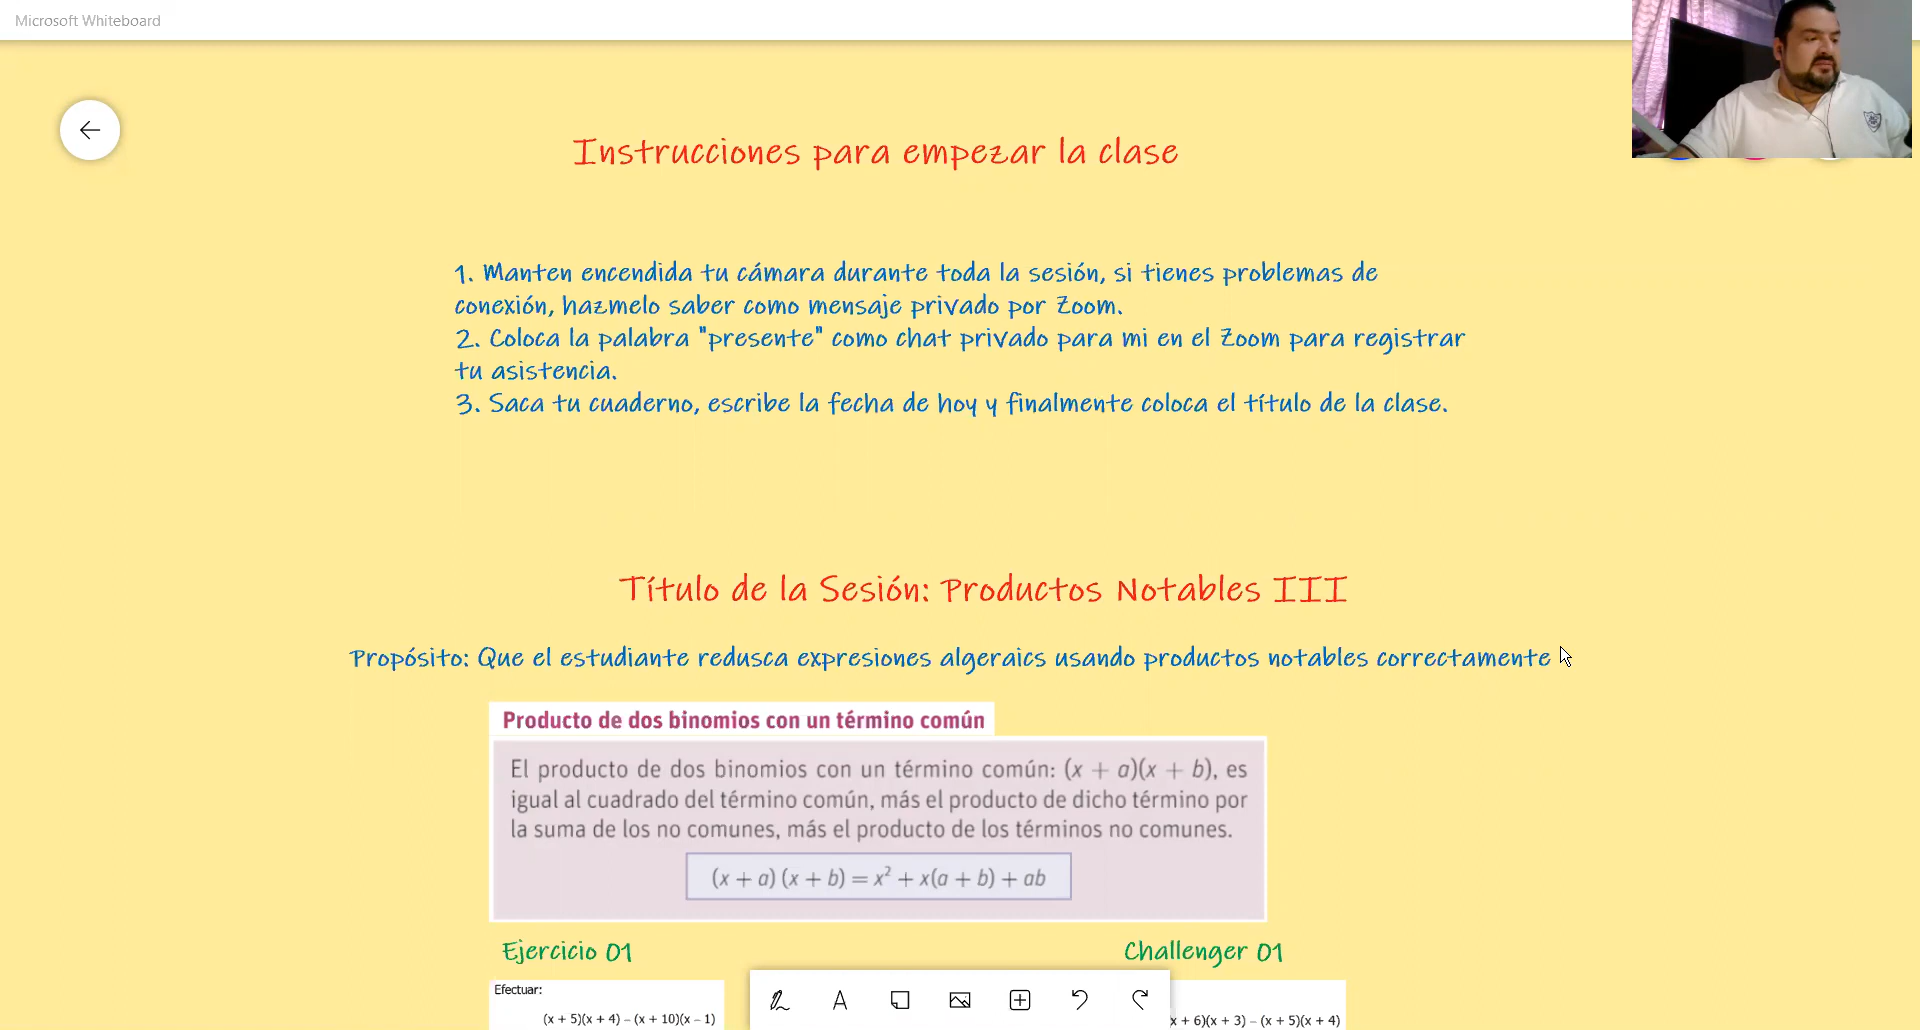 Microsoft Whiteboard
Instrucciones para empezar la clase
1. Manten encendida tu cámara durante toda la sesión, si tienes problemas de
conexión, hazmelo saber como mensaje privado por Zoom.
2. Coloca la palabra "presente" como chat privado para mi en el Zoom para registrar
tu asistencia.
3. Saca tu cuaderno, escribe la fecha de hoy y finalmente coloca el título de la clase.
Título de la Sesión: Productos Notables III
Propósito: Que el estudiante redusca expresiones algeraics usando productos notables correctamente
Producto de dos binomios con un término común
El producto de dos binomios con un término común: (x + a)(x + b), es
igual al cuadrado del término común, más el producto de dicho término por
la suma de los no comunes, más el producto de los términos no comunes.
(x + a) (x + b) = x² + x(a + b) + ab
Ejercicio 01
Challenger 01
Efectuar:
(x + 5)(x + 4) – (x + 10)(x – 1)
x + 6)(x + 3) – (x + 5)(x + 4)